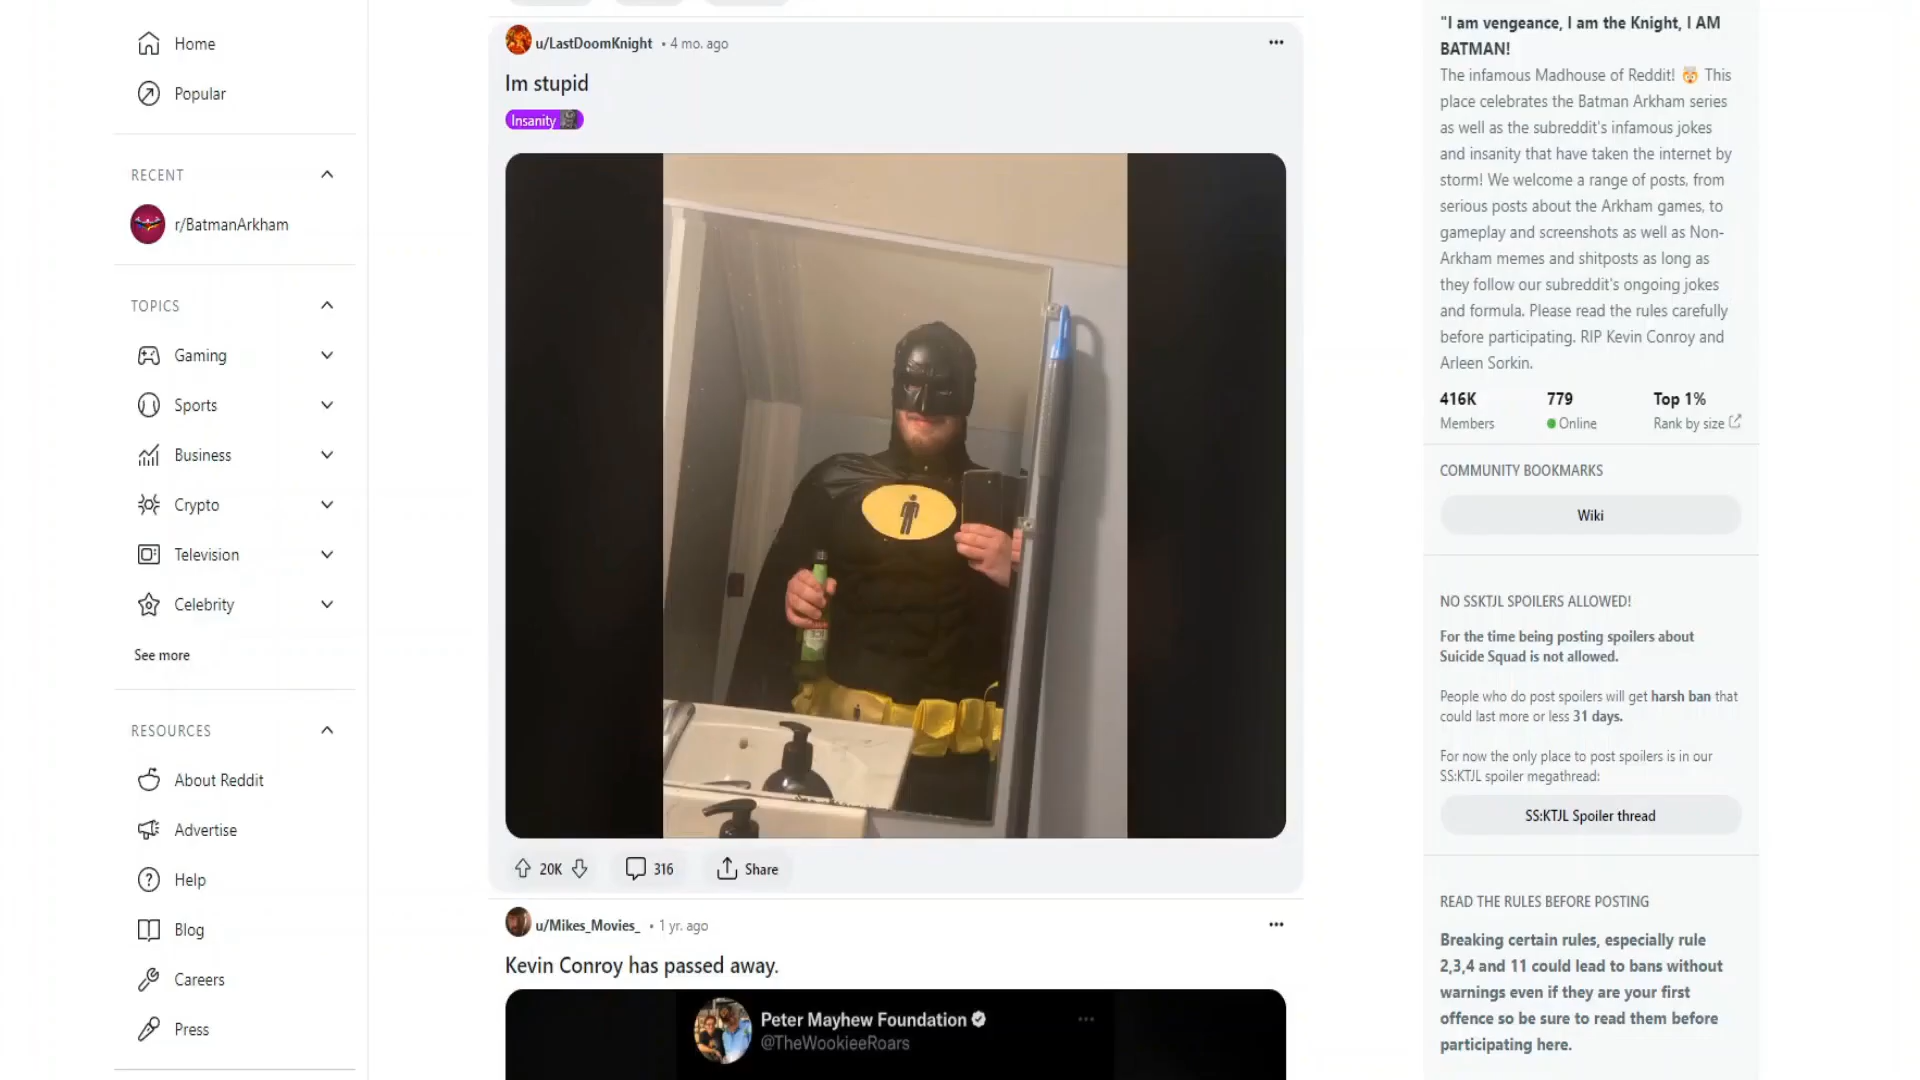 Home
Popular
RECENT
r/BatmanArkham
TOPICS
Gaming
Sports
Business
Crypto
Television
Celebrity
See more
RESOURCES
About Reddit
Advertise
Help
Blog
Careers
Press
u/LastDoomKnight • 4 mo. ago
Im stupid
Insanity
20K
316
Share
u/Mikes_Movies_ • 1 yr. ago
Kevin Conroy has passed away.
Peter Mayhew Foundation
@TheWookieeRoars
"I am vengeance, I am the Knight, I AM
BATMAN!
The infamous Madhouse of Reddit! 🤯 This
place celebrates the Batman Arkham series
as well as the subreddit's infamous jokes
and insanity that have taken the internet by
storm! We welcome a range of posts, from
serious posts about the Arkham games, to
gameplay and screenshots as well as Non-
Arkham memes and shitposts as long as
they follow our subreddit's ongoing jokes
and formula. Please read the rules carefully
before participating. RIP Kevin Conroy and
Arleen Sorkin.
416K 779 Top 1%
Members Online Rank by size
COMMUNITY BOOKMARKS
Wiki
NO SSKTJL SPOILERS ALLOWED!
For the time being posting spoilers about
Suicide Squad is not allowed.
People who do post spoilers will get harsh ban that
could last more or less 31 days.
For now the only place to post spoilers is in our
SS:KTJL spoiler megathread:
SS:KTJL Spoiler thread
READ THE RULES BEFORE POSTING
Breaking certain rules, especially rule
2,3,4 and 11 could lead to bans without
warnings even if they are your first
offence so be sure to read them before
participating here.